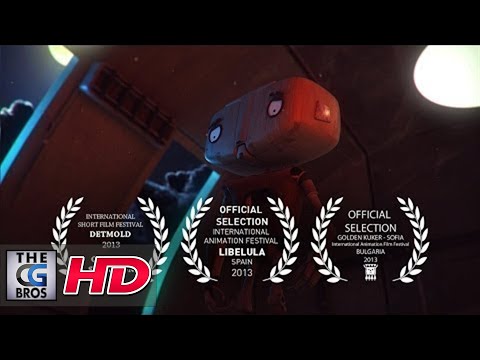 INTERNATIONAL
SHORT FILM FESTIVAL
DETMOLD
2013
OFFICIAL
SELECTION
INTERNATIONAL
ANIMATION FESTIVAL
LIBELULA
SPAIN
2013
OFFICIAL
SELECTION
GOLDEN KUKER - SOFIA
International Animation Film Festival
BULGARIA
2013
THE
CG
BROS
HD